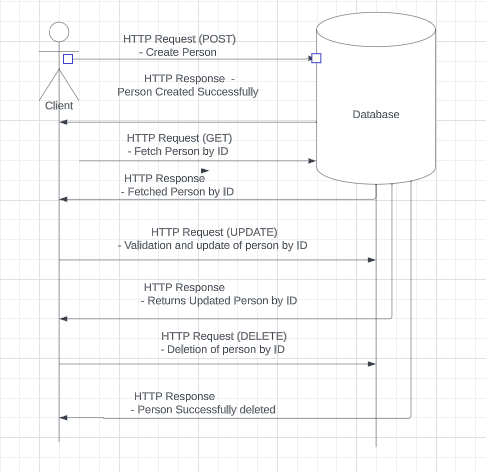 HTTP Request (POST)
- Create Person
HTTP Response -
Person Created Successfully
Client
Database
HTTP Request (GET)
- Fetch Person by ID
HTTP Response
- Fetched Person by ID
HTTP Request (UPDATE)
- Validation and update of person by ID
HTTP Response
- Returns Updated Person by ID
HTTP Request (DELETE)
- Deletion of person by ID
HTTP Response
- Person Successfully deleted